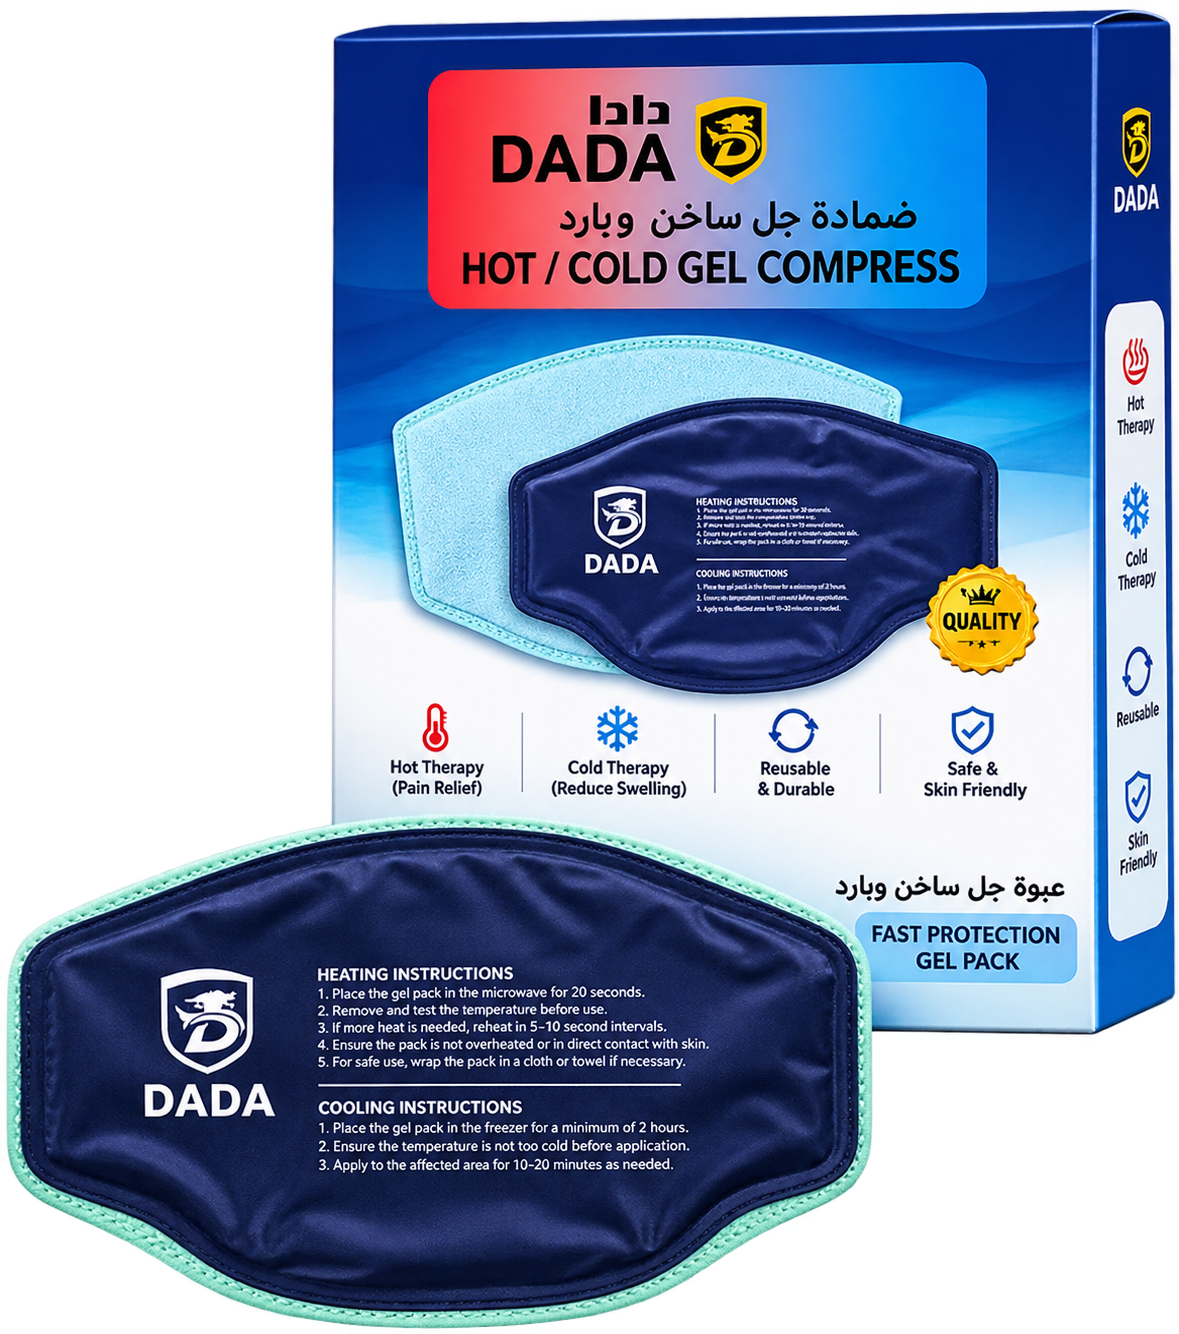 دادا
DADA
ضمادة جل ساخن وبارد
HOT / COLD GEL COMPRESS
DADA
HEATING INSTRUCTIONS
COOLING INSTRUCTIONS
QUALITY
Hot Therapy
(Pain Relief)
Cold Therapy
(Reduce Swelling)
Reusable
& Durable
Safe &
Skin Friendly
عبوة جل ساخن وبارد
FAST PROTECTION
GEL PACK
DADA
Hot
Therapy
Cold
Therapy
Reusable
Skin
Friendly
DADA
HEATING INSTRUCTIONS
1. Place the gel pack in the microwave for 20 seconds.
2. Remove and test the temperature before use.
3. If more heat is needed, reheat in 5-10 second intervals.
4. Ensure the pack is not overheated or in direct contact with skin.
5. For safe use, wrap the pack in a cloth or towel if necessary.
COOLING INSTRUCTIONS
1. Place the gel pack in the freezer for a minimum of 2 hours.
2. Ensure the temperature is not too cold before application.
3. Apply to the affected area for 10-20 minutes as needed.